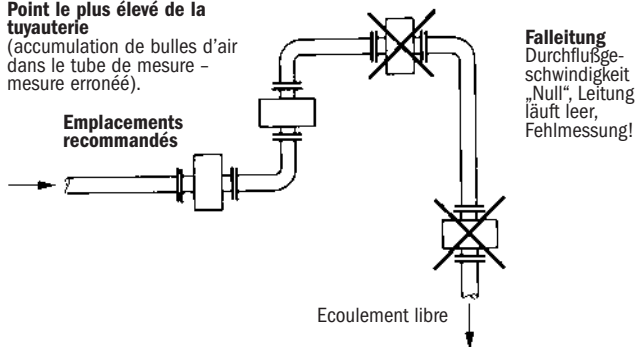 Point le plus élevé de la
tuyauterie
(accumulation de bulles d'air
dans le tube de mesure –
mesure erronéé).
Emplacements
recommandés
Falleitung
Durchflußge-
schwindigkeit
„Null“, Leitung
läuft leer,
Fehlmessung!
Ecoulement libre